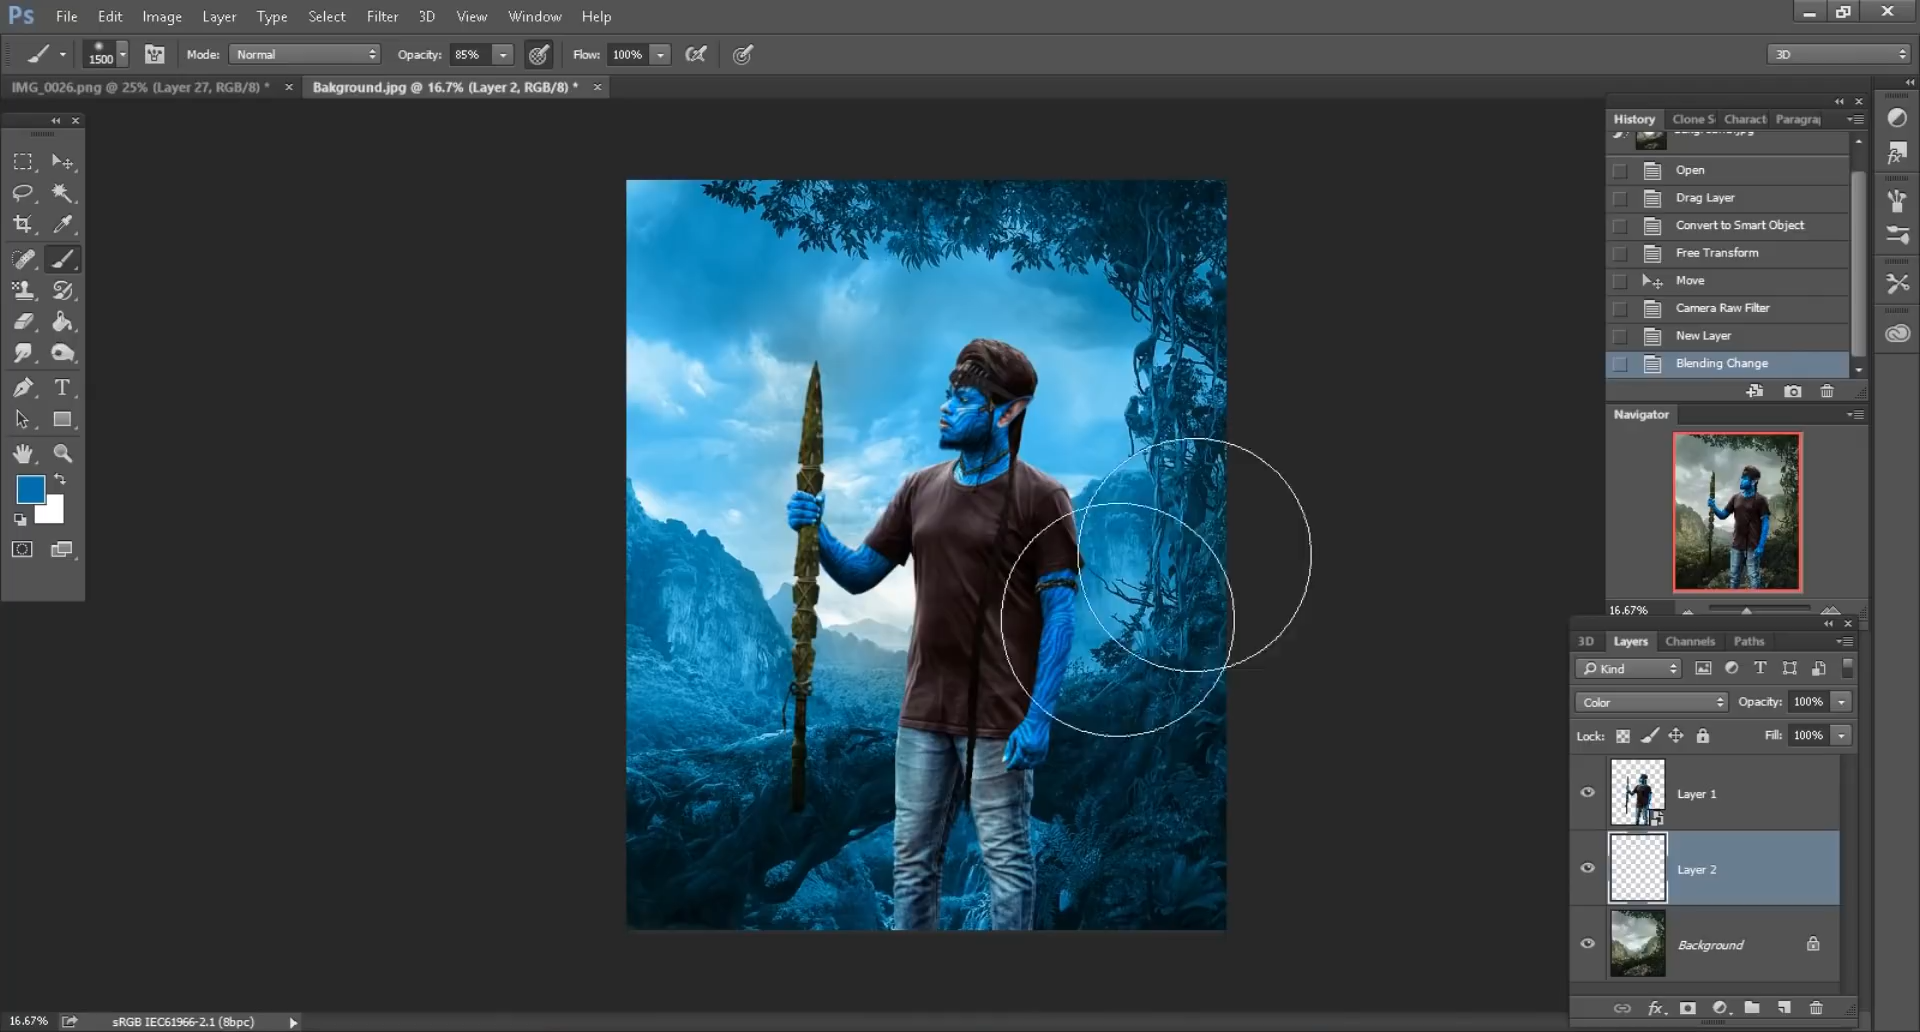 Ps File Edit Image Layer Type Select Filter 3D View Window Help
1500 Mode: Normal Opacity: 85% Flow: 100% 3D
IMG_0026.png @ 25% (Layer 27, RGB/8) * × Bakground.jpg @ 16.7% (Layer 2, RGB/8) * ×
History Clone S Charact Paragra
Open
Drag Layer
Convert to Smart Object
Free Transform
Move
Camera Raw Filter
New Layer
Blending Change
Navigator
16.67%
3D Layers Channels Paths
Kind
Color Opacity: 100%
Lock: Fill: 100%
Layer 1
Layer 2
Background
fx
16.67% sRGB IEC61966-2.1 (8bpc)